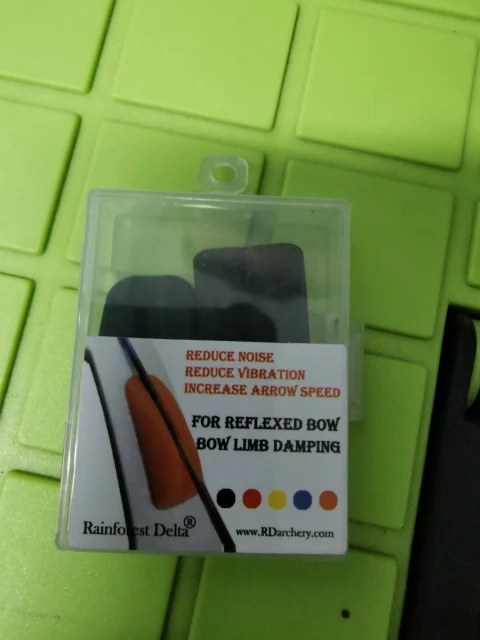 REDUCE NOISE
REDUCE VIBRATION
INCREASE ARROW SPEED
FOR REFLEXED BOW
BOW LIMB DAMPING
Rainforest Delta®
www.RDarchery.com